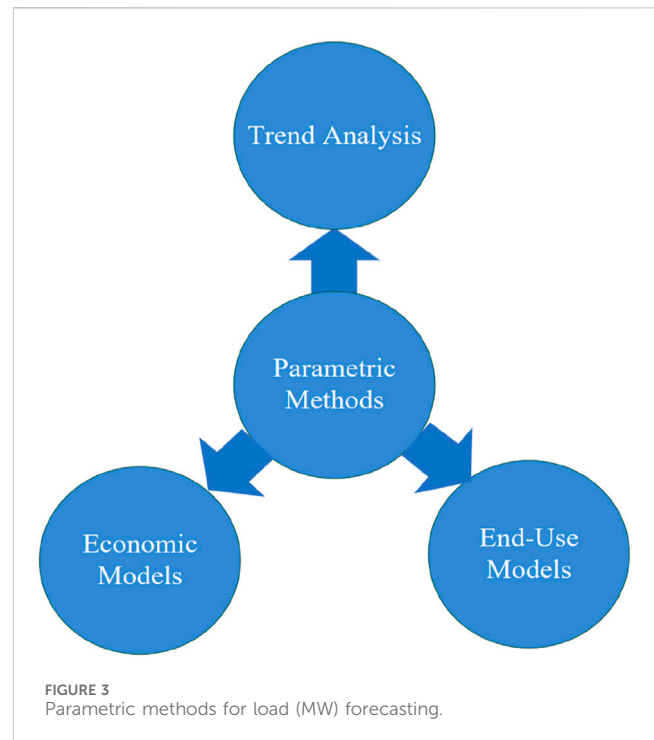 Trend Analysis
Parametric
Methods
Economic
Models
End-Use
Models
FIGURE 3
Parametric methods for load (MW) forecasting.